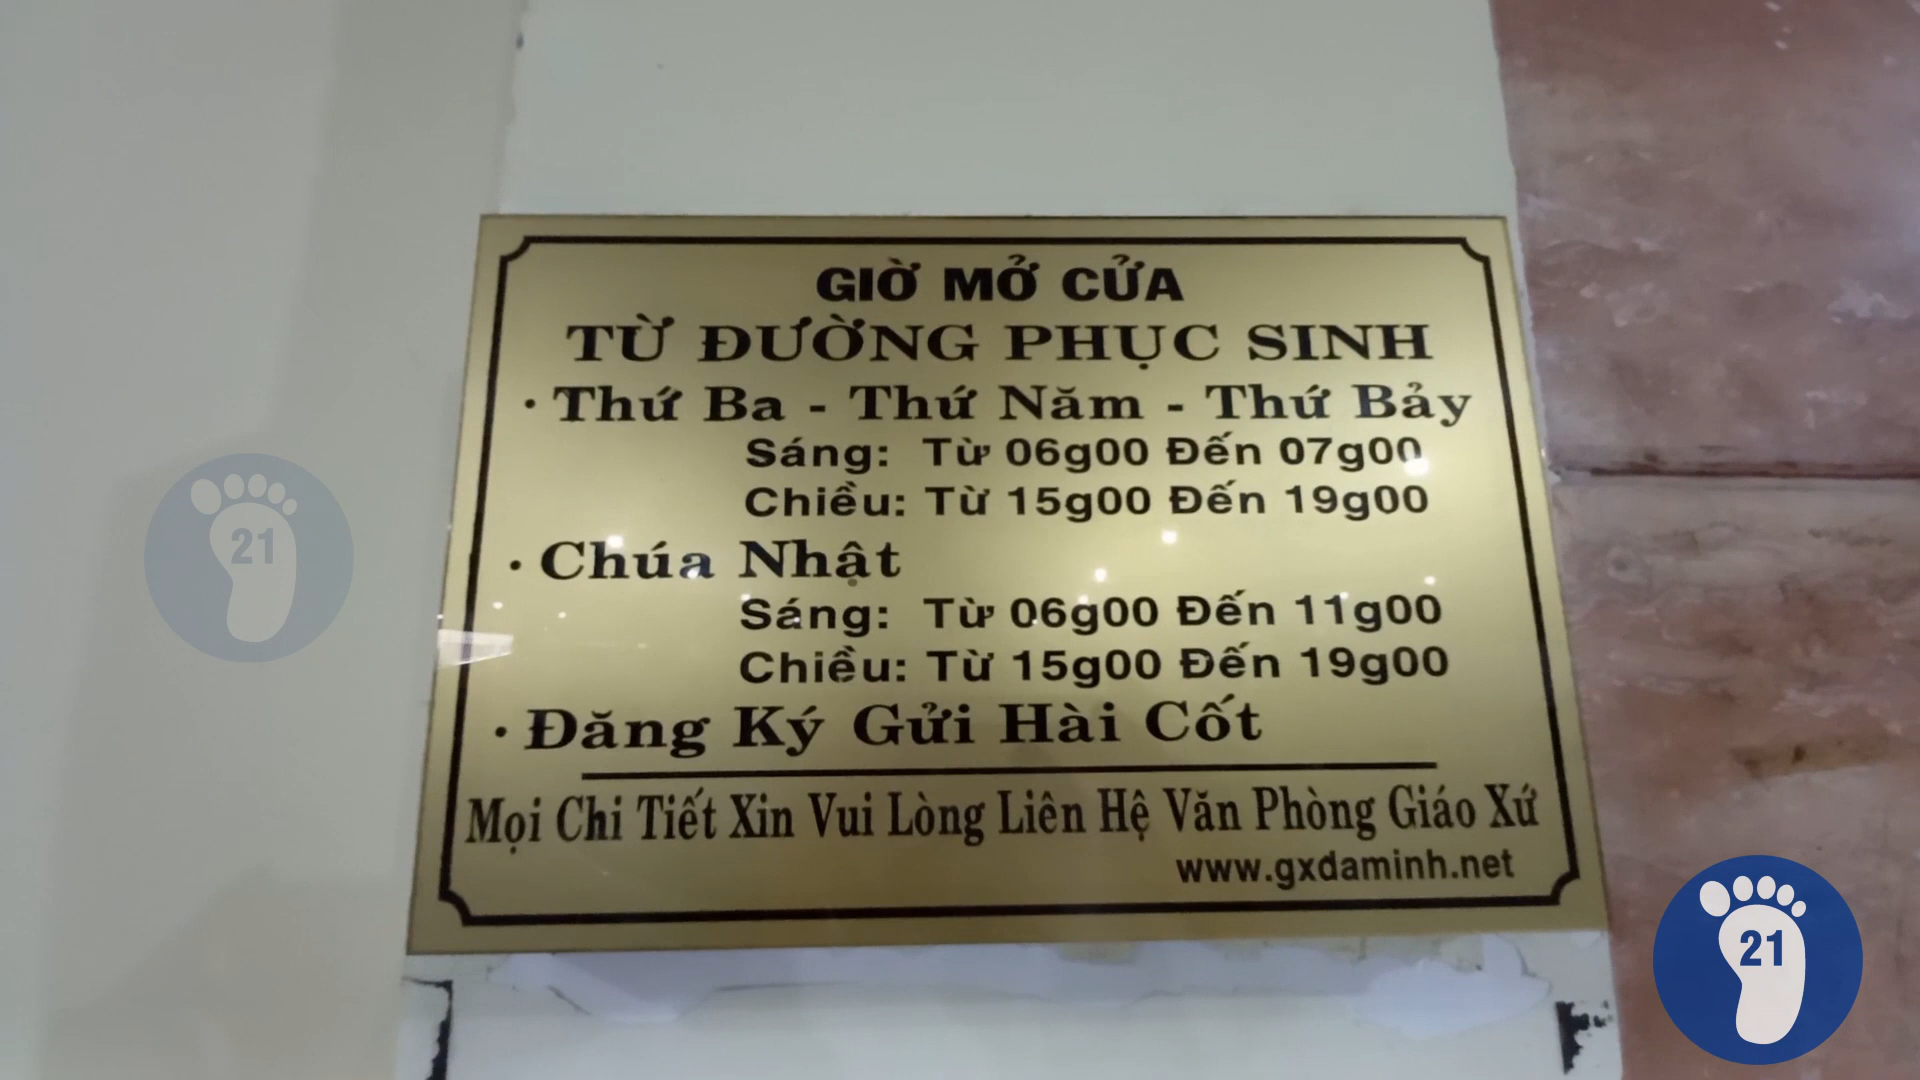 GIỜ MỞ CỬA
TỪ ĐƯỜNG PHỤC SINH
· Thứ Ba - Thứ Năm - Thứ Bảy
Sáng: Từ 06g00 Đến 07g00
Chiều: Từ 15g00 Đến 19g00
· Chúa Nhật
Sáng: Từ 06g00 Đến 11g00
Chiều: Từ 15g00 Đến 19g00
· Đăng Ký Gửi Hài Cốt
Mọi Chi Tiết Xin Vui Lòng Liên Hệ Văn Phòng Giáo Xứ
www.gxdaminh.net
21
21